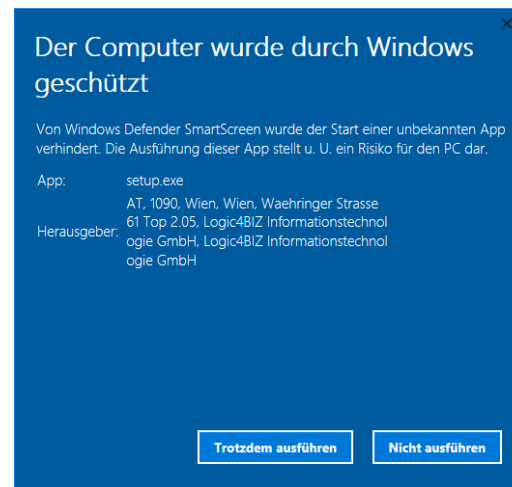 Der Computer wurde durch Windows
geschützt
Von Windows Defender SmartScreen wurde der Start einer unbekannten App
verhindert. Die Ausführung dieser App stellt u. U. ein Risiko für den PC dar.
App: setup.exe
Herausgeber: AT, 1090, Wien, Wien, Waehringer Strasse
61 Top 2.05, Logic4BIZ Informationstechnol
ogie GmbH, Logic4BIZ Informationstechnol
ogie GmbH
Trotzdem ausführen
Nicht ausführen